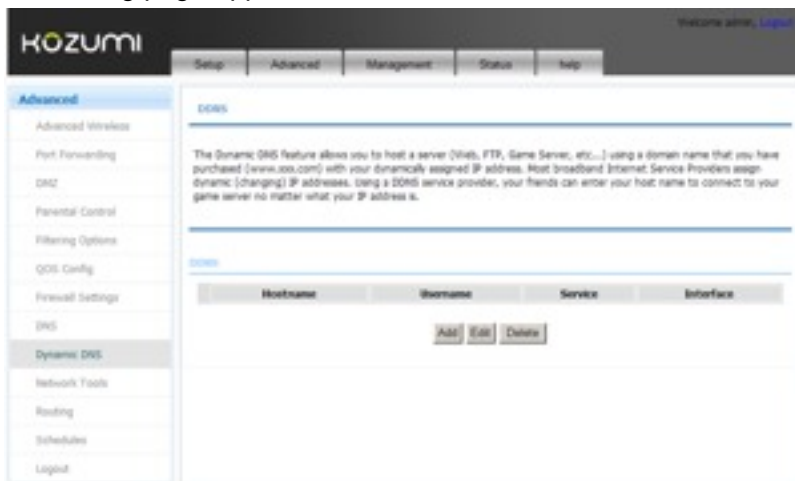 KOZUMI
Welcome admin, Logout
Setup Advanced Management Status help
Advanced
Advanced Wireless
Port Forwarding
DMZ
Parental Control
Filtering Options
QOS Config
Firewall Settings
DNS
Dynamic DNS
Network Tools
Routing
Schedules
Logout
DDNS
The Dynamic DNS feature allows you to host a server (Web, FTP, Game Server, etc...) using a domain name that you have
purchased (www.xxx.com) with your dynamically assigned IP address. Most broadband Internet Service Providers assign
dynamic (changing) IP addresses. Using a DDNS service provider, your friends can enter your host name to connect to your
game server no matter what your IP address is.
DDNS
Hostname Username Service Interface
Add Edit Delete